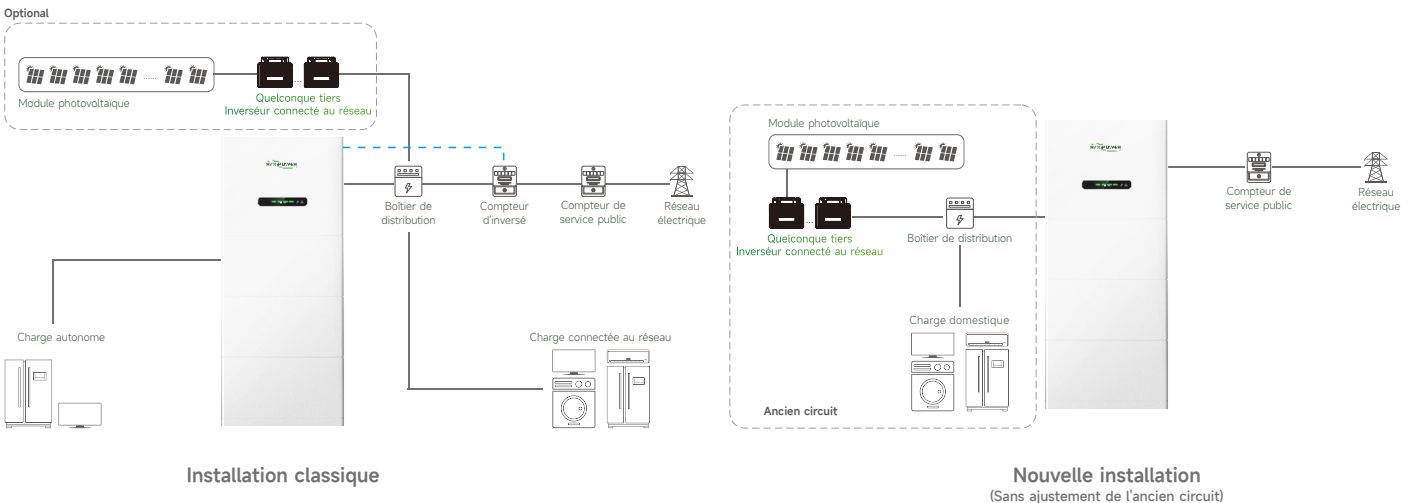 Optional
Module photovoltaïque
Quelconque tiers
Inverséur connecté au réseau
Boîtier de
distribution
Compteur
d'inversé
Compteur de
service public
Réseau
électrique
Charge autonome
Charge connectée au réseau
Installation classique
Module photovoltaïque
Quelconque tiers
Inverséur connecté au réseau
Boîtier de distribution
Charge domestique
Ancien circuit
Compteur de
service public
Réseau
électrique
Nouvelle installation
(Sans ajustement de l'ancien circuit)